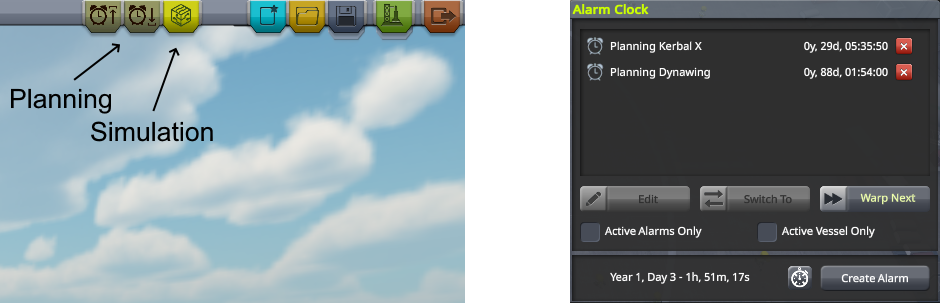 Planning
Simulation
Alarm Clock
Planning Kerbal X 0y, 29d, 05:35:50
Planning Dynawing 0y, 88d, 01:54:00
Edit Switch To Warp Next
Active Alarms Only Active Vessel Only
Year 1, Day 3 - 1h, 51m, 17s Create Alarm